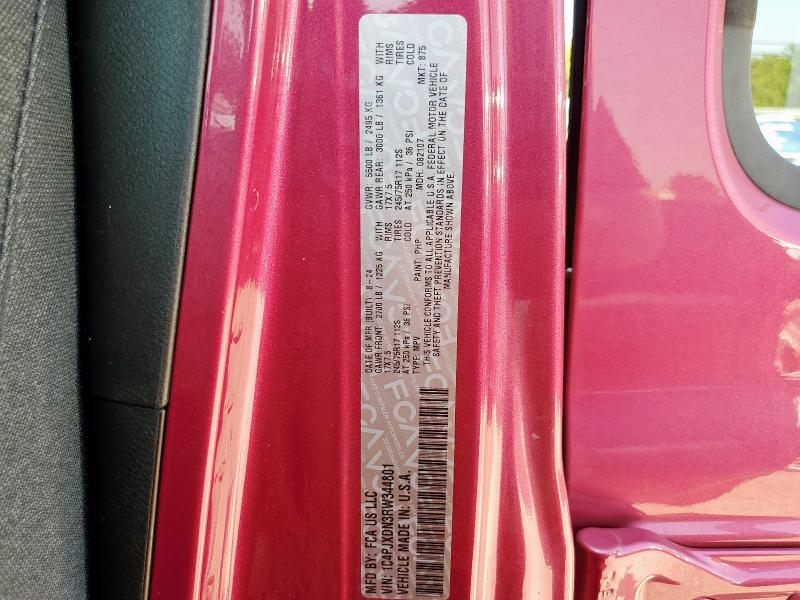 MFD BY: FCA US LLC
VIN: 1C4PJXDN3RW344801
VEHICLE MADE IN: U.S.A.
DATE OF MFR (BUILT): 8-24 GVWR: 5500 LB / 2495 KG
GAWR FRONT: 2700 LB / 1225 KG WITH GAWR REAR: 3000 LB / 1361 KG WITH
17X7.5 RIMS 17X7.5 RIMS
245/75R17 112S TIRES 245/75R17 112S TIRES
AT 250 kPa / 36 PSI COLD AT 250 kPa / 36 PSI COLD
TYPE: MPV PAINT: PHP MDH: 082107 MKT: 875
THIS VEHICLE CONFORMS TO ALL APPLICABLE U.S.A. FEDERAL MOTOR VEHICLE
SAFETY AND THEFT PREVENTION STANDARDS IN EFFECT ON THE DATE OF
MANUFACTURE SHOWN ABOVE.
FCA